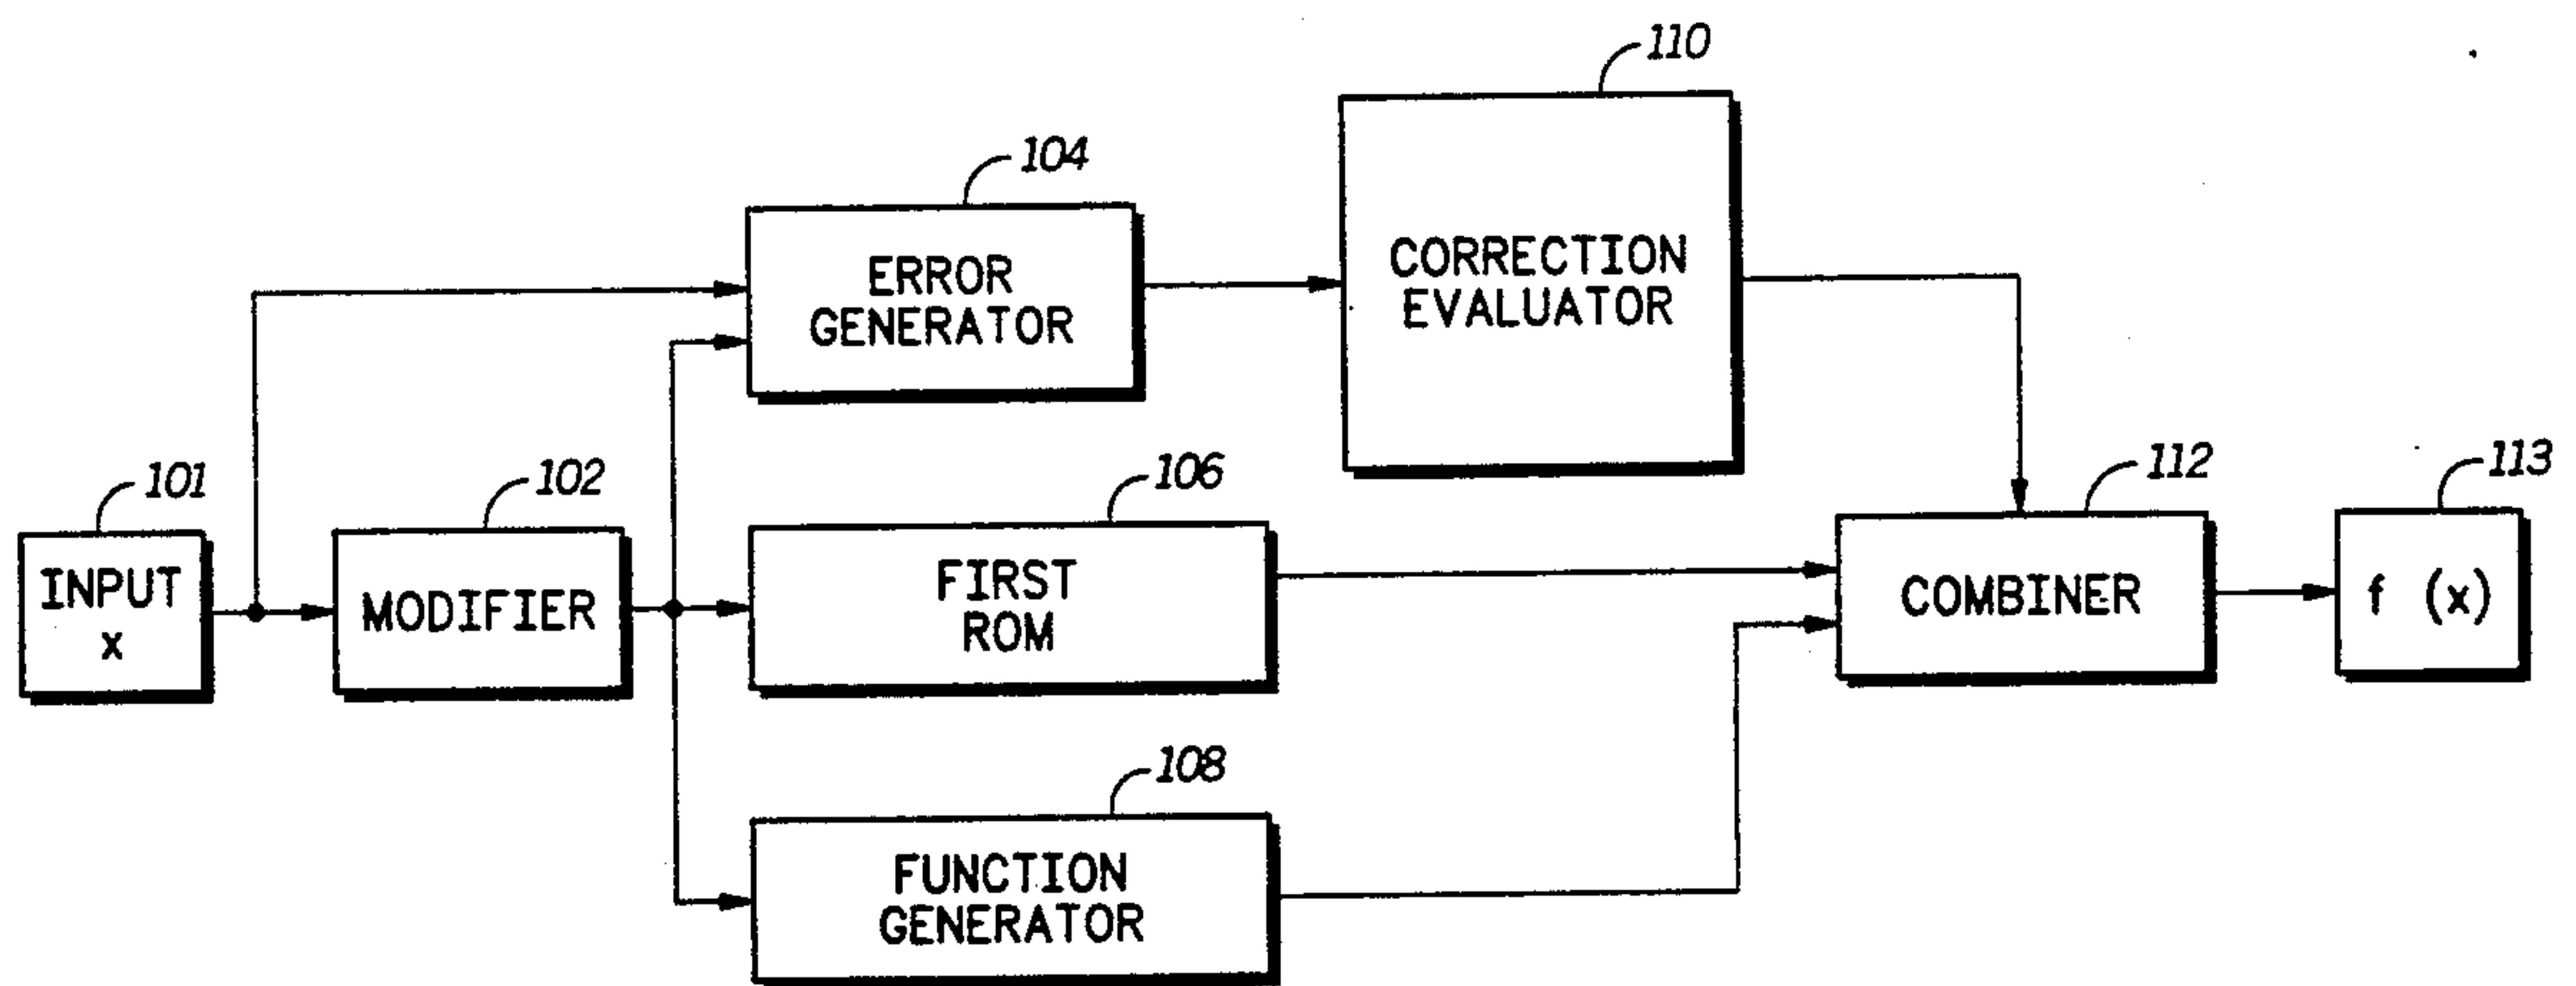 110
104
CORRECTION
EVALUATOR
ERROR
GENERATOR
101
102
106
112
113
INPUT
x
MODIFIER
FIRST
ROM
COMBINER
f (x)
108
FUNCTION
GENERATOR